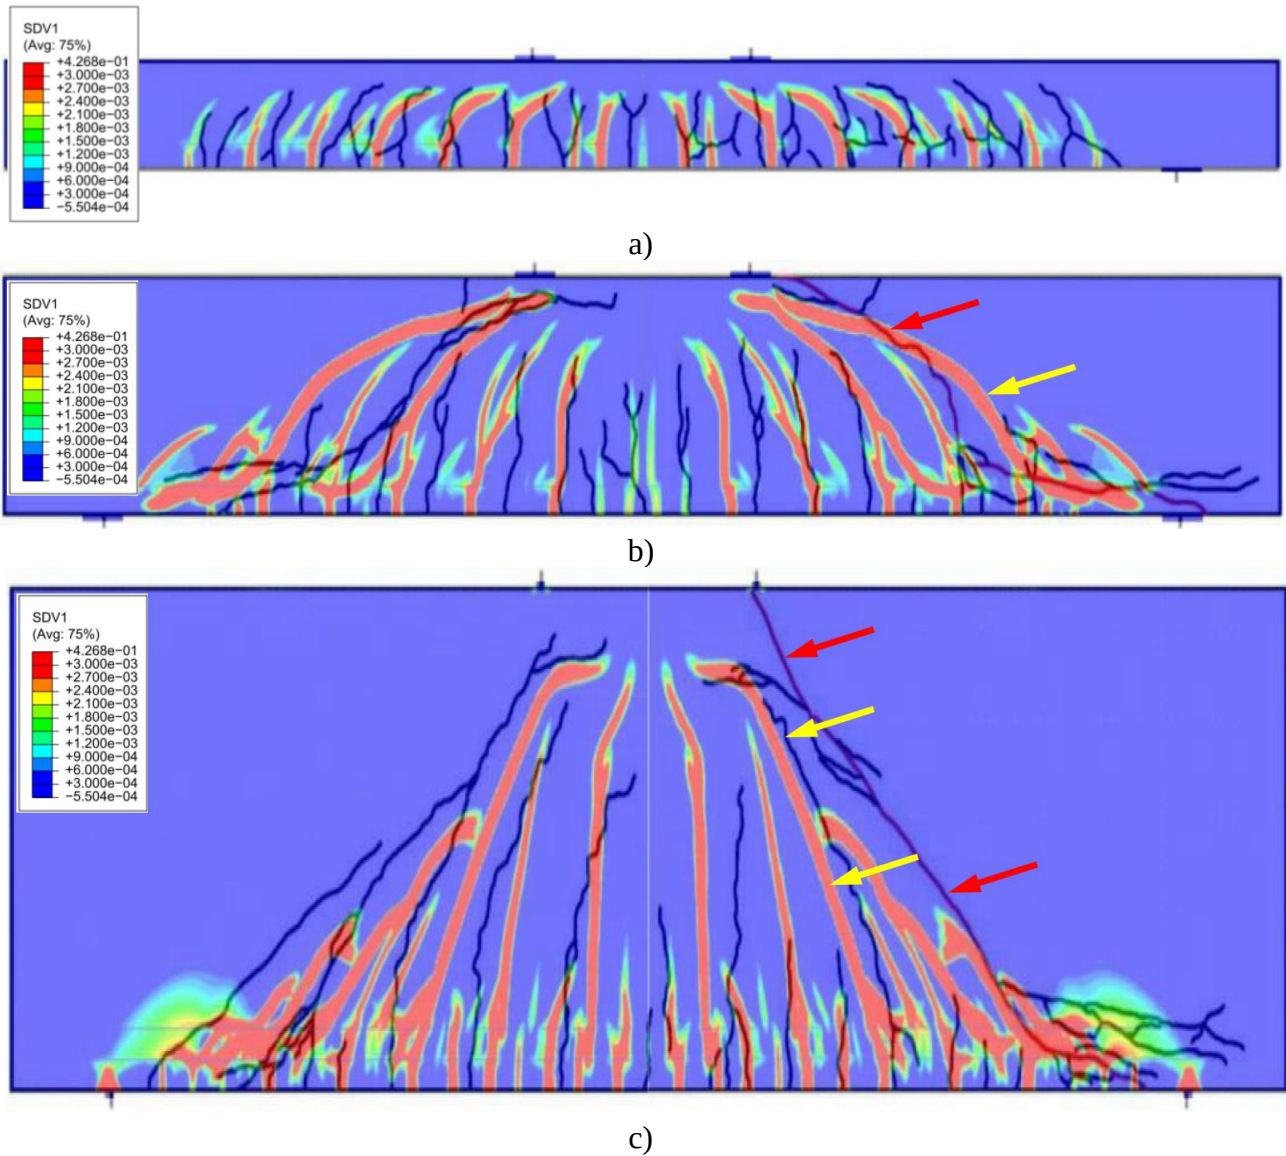 SDV1
(Avg: 75%)
+4.268e−01
+3.000e−03
+2.700e−03
+2.400e−03
+2.100e−03
+1.800e−03
+1.500e−03
+1.200e−03
+9.000e−04
+6.000e−04
+3.000e−04
−5.504e−04
a)
SDV1
(Avg: 75%)
+4.268e−01
+3.000e−03
+2.700e−03
+2.400e−03
+2.100e−03
+1.800e−03
+1.500e−03
+1.200e−03
+9.000e−04
+6.000e−04
+3.000e−04
−5.504e−04
b)
SDV1
(Avg: 75%)
+4.268e−01
+3.000e−03
+2.700e−03
+2.400e−03
+2.100e−03
+1.800e−03
+1.500e−03
+1.200e−03
+9.000e−04
+6.000e−04
+3.000e−04
−5.504e−04
c)